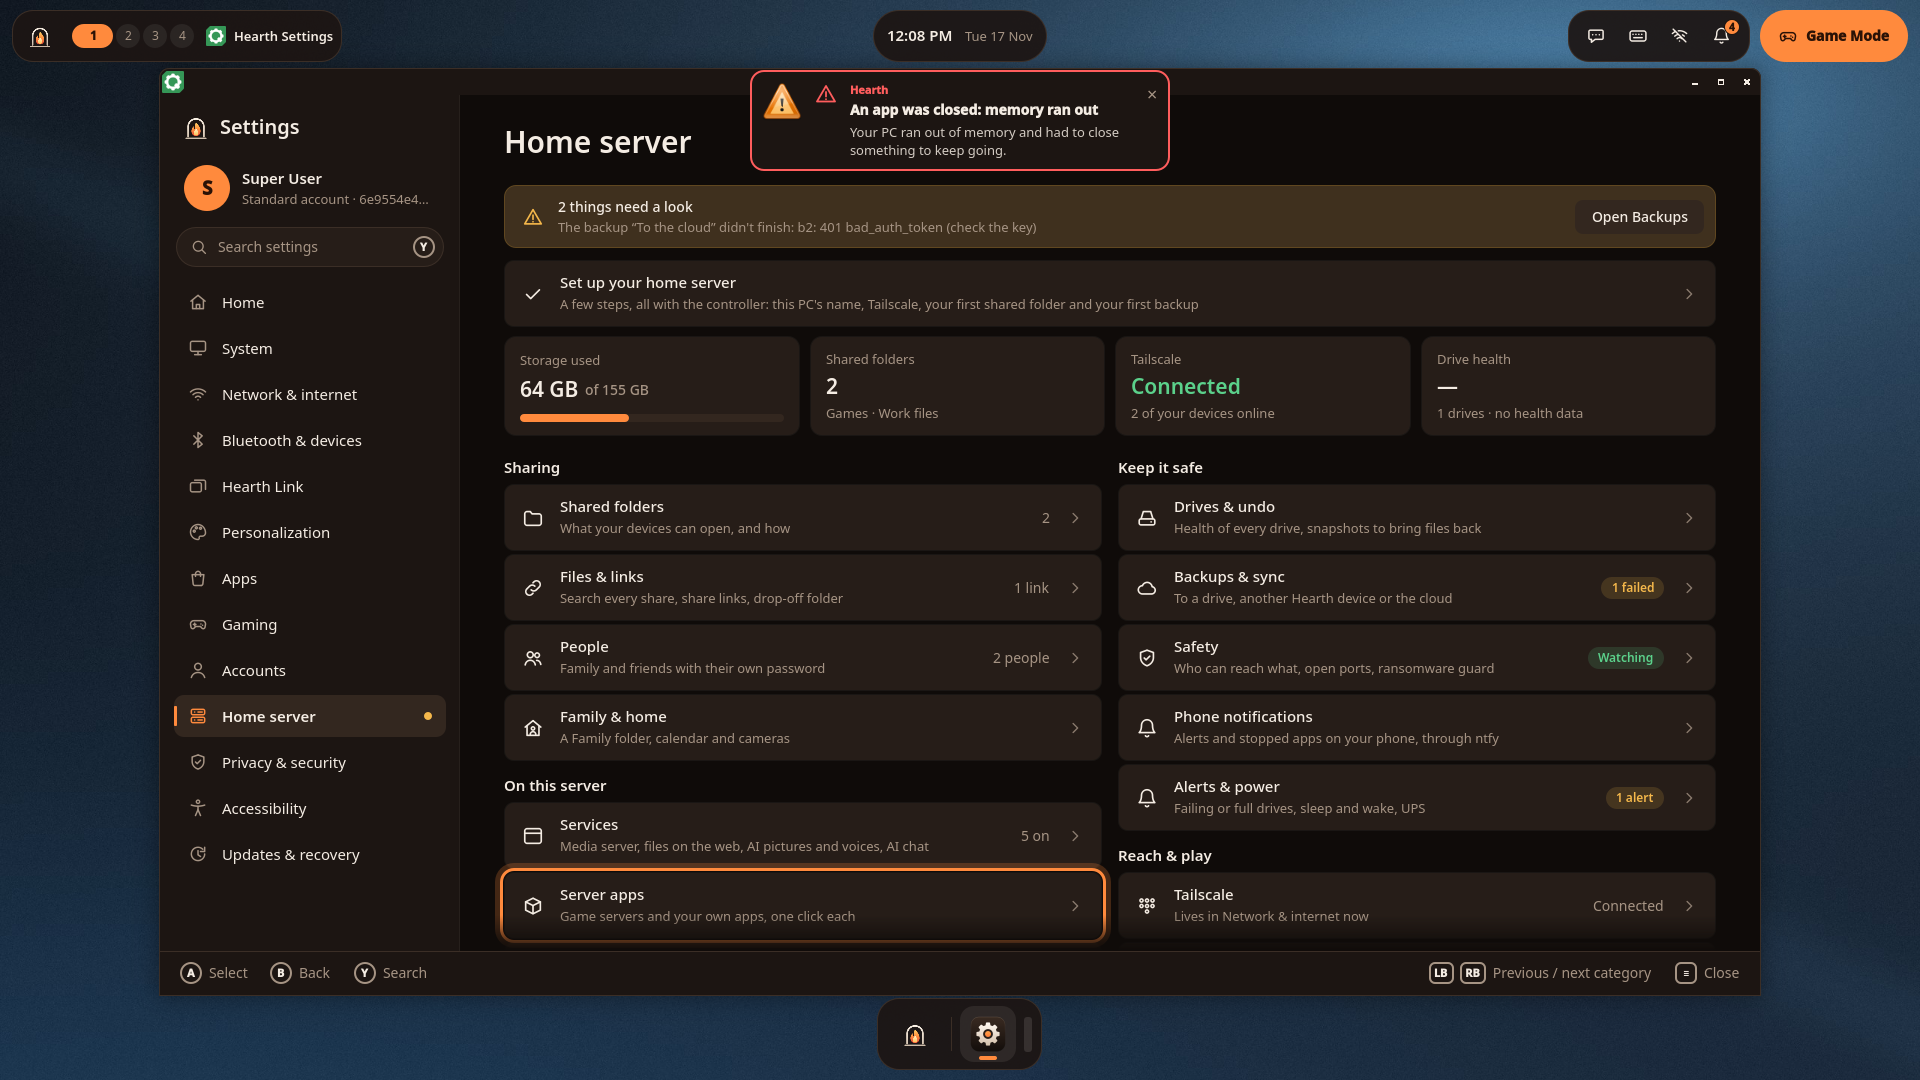 1 2 3 4 Hearth Settings
12:08 PM Tue 17 Nov
4
Game Mode
Hearth
An app was closed: memory ran out
Your PC ran out of memory and had to close
something to keep going.
Settings
Super User
Standard account · 6e9554e4...
Search settings Y
Home
System
Network & internet
Bluetooth & devices
Hearth Link
Personalization
Apps
Gaming
Accounts
Home server
Privacy & security
Accessibility
Updates & recovery
Home server
2 things need a look
The backup “To the cloud” didn't finish: b2: 401 bad_auth_token (check the key)
Open Backups
Set up your home server
A few steps, all with the controller: this PC's name, Tailscale, your first shared folder and your first backup
Storage used
64 GB of 155 GB
Shared folders
2
Games · Work files
Tailscale
Connected
2 of your devices online
Drive health
—
1 drives · no health data
Sharing
Shared folders
What your devices can open, and how
2
Files & links
Search every share, share links, drop-off folder
1 link
People
Family and friends with their own password
2 people
Family & home
A Family folder, calendar and cameras
On this server
Services
Media server, files on the web, AI pictures and voices, AI chat
5 on
Server apps
Game servers and your own apps, one click each
Keep it safe
Drives & undo
Health of every drive, snapshots to bring files back
Backups & sync
To a drive, another Hearth device or the cloud
1 failed
Safety
Who can reach what, open ports, ransomware guard
Watching
Phone notifications
Alerts and stopped apps on your phone, through ntfy
Alerts & power
Failing or full drives, sleep and wake, UPS
1 alert
Reach & play
Tailscale
Lives in Network & internet now
Connected
A Select B Back Y Search
LB RB Previous / next category Close
S